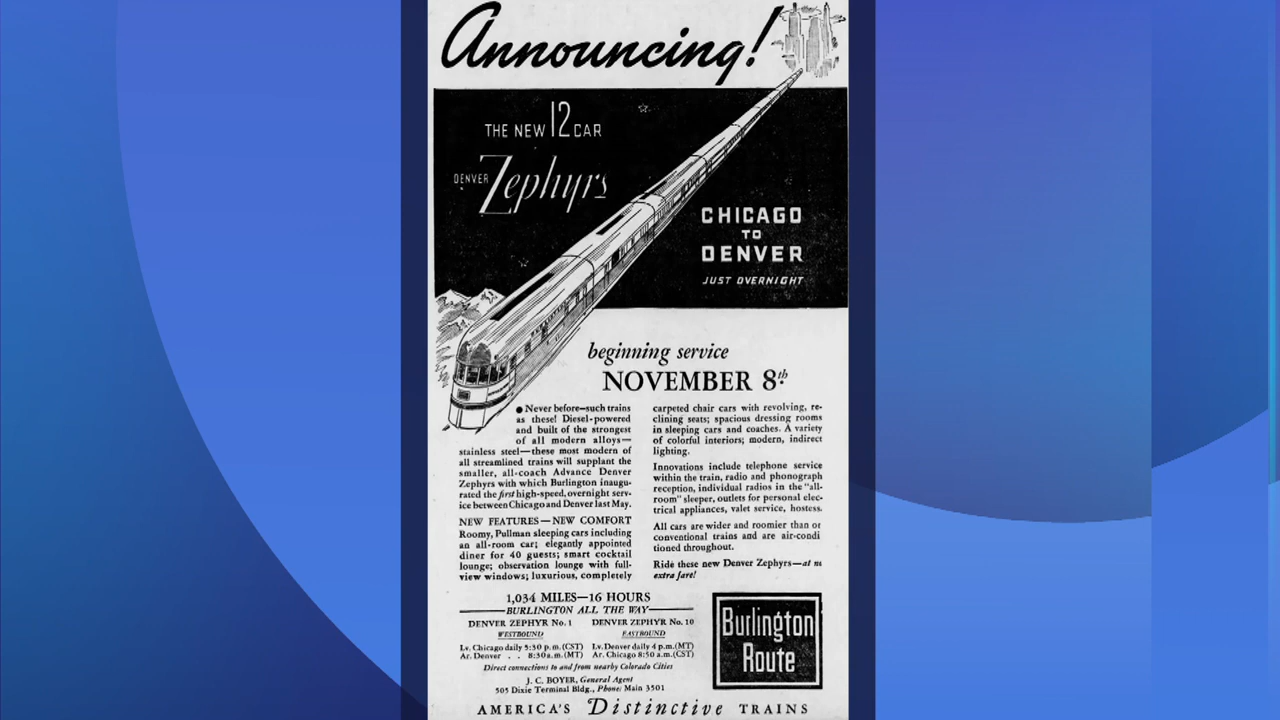 Announcing!
THE NEW 12 CAR
DENVER Zephyrs
CHICAGO
TO
DENVER
JUST OVERNIGHT
beginning service
NOVEMBER 8th
● Never before—such trains
as these! Diesel-powered
and built of the strongest
of all modern alloys—
stainless steel—these most modern of
all streamlined trains will supplant the
smaller, all-coach Advance Denver
Zephyrs with which Burlington inaugu-
rated the first high-speed, overnight serv-
ice between Chicago and Denver last May.
NEW FEATURES—NEW COMFORT
Roomy, Pullman sleeping cars including
an all-room car; elegantly appointed
diner for 40 guests; smart cocktail
lounge; observation lounge with full-
view windows; luxurious, completely
carpeted chair cars with revolving, re-
clining seats; spacious dressing rooms
in sleeping cars and coaches. A variety
of colorful interiors; modern, indirect
lighting.
Innovations include telephone service
within the train, radio and phonograph
reception, individual radios in the "all-
room" sleeper, outlets for personal elec-
trical appliances, valet service, hostess.
All cars are wider and roomier than or
conventional trains and are air-condi
tioned throughout.
Ride these new Denver Zephyrs—at
extra fare!
1,034 MILES—16 HOURS
BURLINGTON ALL THE WAY
DENVER ZEPHYR No. 1
WESTBOUND
Lv. Chicago daily 5:30 p.m. (CST)
Ar. Denver . . 8:30 a.m. (MT)
DENVER ZEPHYR No. 10
EASTBOUND
Lv. Denver daily 4 p.m. (MT)
Ar. Chicago 8:50 a.m. (CST)
Direct connections to and from nearby Colorado Cities
J. C. BOYER, General Agent
505 Dixie Terminal Bldg., Phone: Main 3501
Burlington
Route
AMERICA'S Distinctive TRAINS